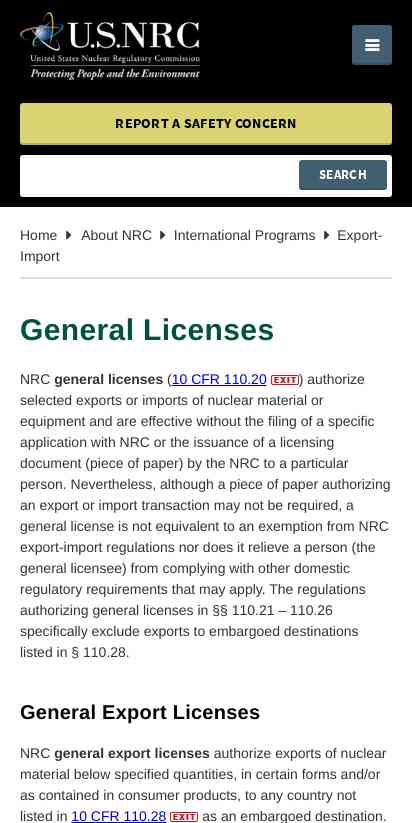 U.S.NRC
United States Nuclear Regulatory Commission
Protecting People and the Environment
REPORT A SAFETY CONCERN
SEARCH
Home About NRC International Programs Export-
Import
General Licenses
NRC general licenses (10 CFR 110.20 EXIT) authorize
selected exports or imports of nuclear material or
equipment and are effective without the filing of a specific
application with NRC or the issuance of a licensing
document (piece of paper) by the NRC to a particular
person. Nevertheless, although a piece of paper authorizing
an export or import transaction may not be required, a
general license is not equivalent to an exemption from NRC
export-import regulations nor does it relieve a person (the
general licensee) from complying with other domestic
regulatory requirements that may apply. The regulations
authorizing general licenses in §§ 110.21 – 110.26
specifically exclude exports to embargoed destinations
listed in § 110.28.
General Export Licenses
NRC general export licenses authorize exports of nuclear
material below specified quantities, in certain forms and/or
as contained in consumer products, to any country not
listed in 10 CFR 110.28 EXIT as an embargoed destination.